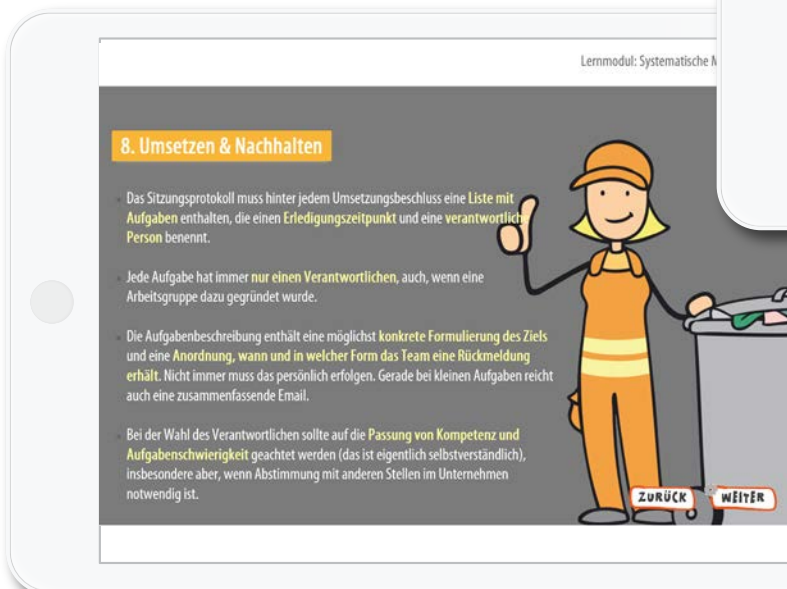 Lernmodul: Systematische
8. Umsetzen & Nachhalten
Das Sitzungsprotokoll muss hinter jedem Umsetzungsbeschluss eine Liste mit
Aufgaben enthalten, die einen Erledigungszeitpunkt und eine verantwortliche
Person benennt.
Jede Aufgabe hat immer nur einen Verantwortlichen, auch, wenn eine
Arbeitsgruppe dazu gegründet wurde.
Die Aufgabenbeschreibung enthält eine möglichst konkrete Formulierung des Ziels
und eine Anordnung, wann und in welcher Form das Team eine Rückmeldung
erhält. Nicht immer muss das persönlich erfolgen. Gerade bei kleinen Aufgaben reicht
auch eine zusammenfassende Email.
Bei der Wahl des Verantwortlichen sollte auf die Passung von Kompetenz und
Aufgabenschwierigkeit geachtet werden (das ist eigentlich selbstverständlich),
insbesondere aber, wenn Abstimmung mit anderen Stellen im Unternehmen
notwendig ist.
ZURÜCK WEITER